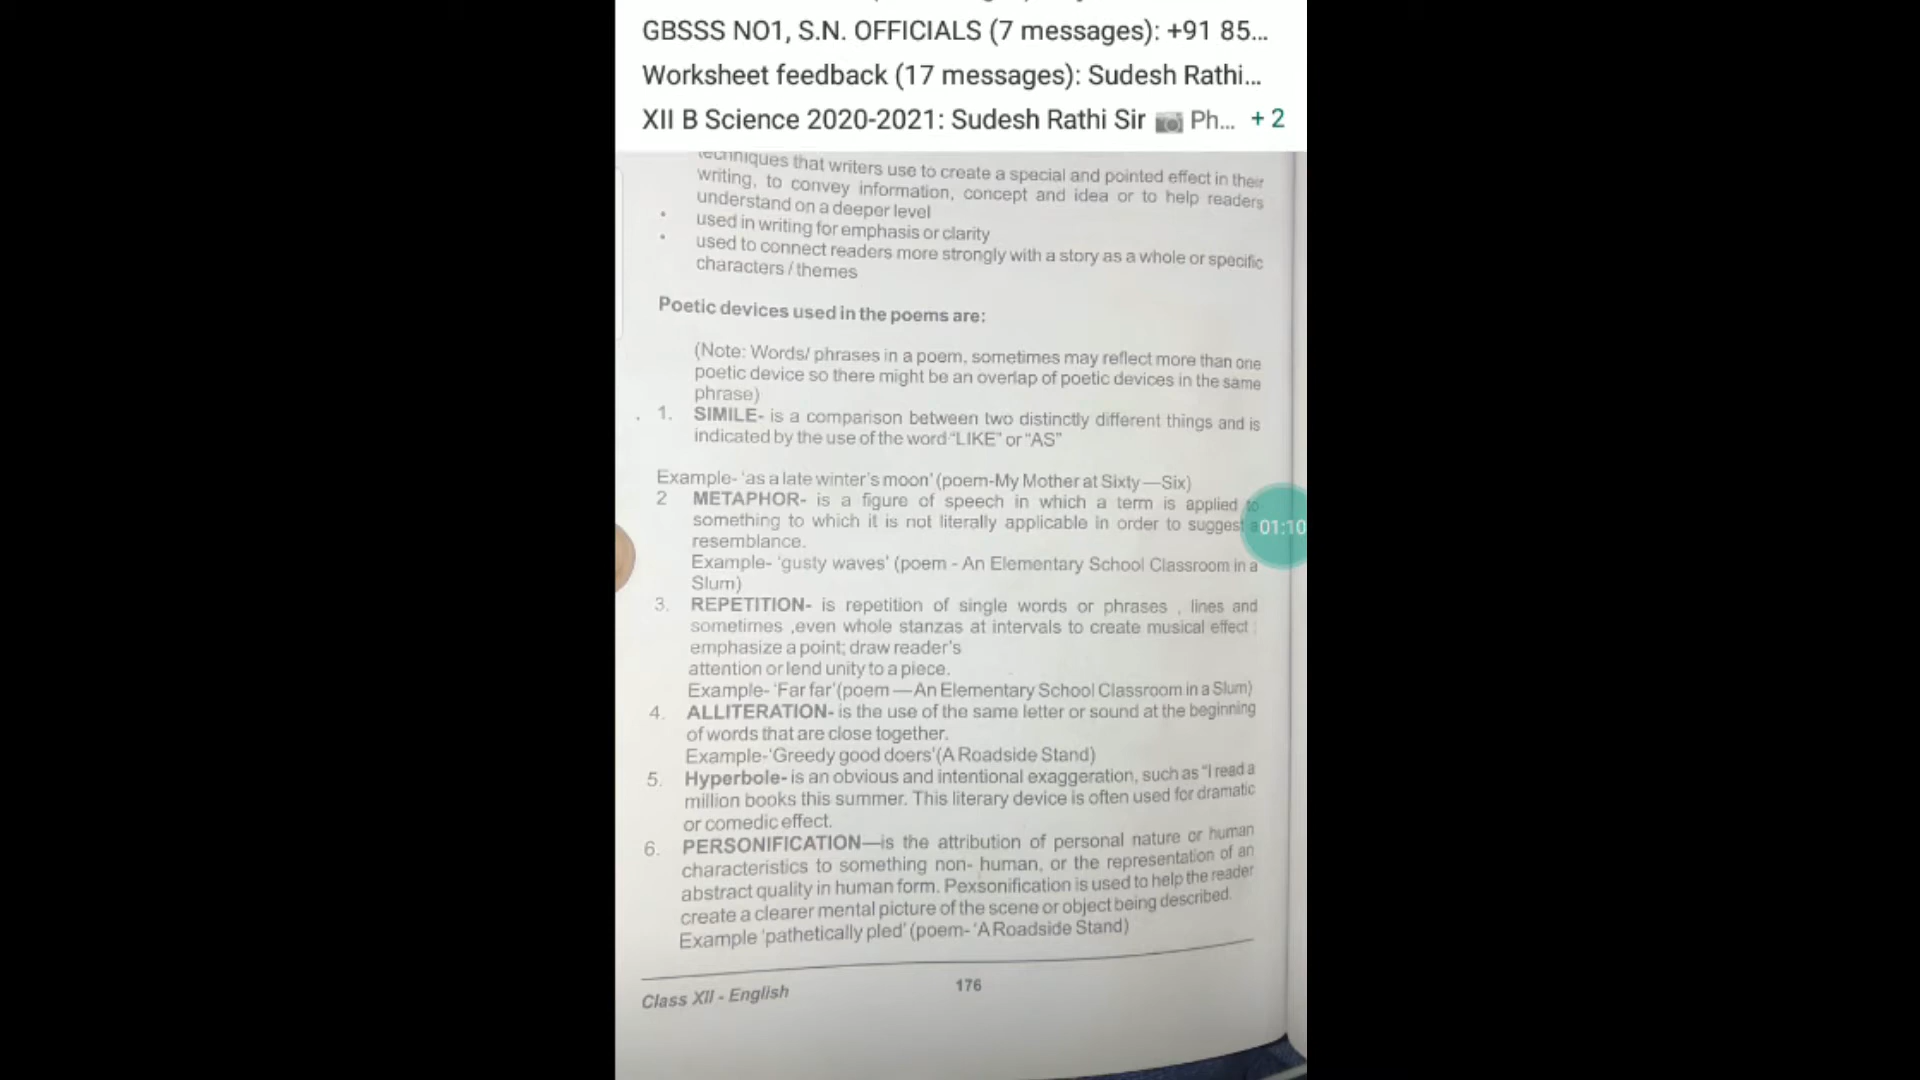 GBSSS NO1, S.N. OFFICIALS (7 messages): +91 85...
Worksheet feedback (17 messages): Sudesh Rathi...
XII B Science 2020-2021: Sudesh Rathi Sir 📷 Ph... + 2
techniques that writers use to create a special and pointed effect in their
writing, to convey information, concept and idea or to help readers
understand on a deeper level
• used in writing for emphasis or clarity
• used to connect readers more strongly with a story as a whole or specific
characters / themes
Poetic devices used in the poems are:
(Note: Words/ phrases in a poem, sometimes may reflect more than one
poetic device so there might be an overlap of poetic devices in the same
phrase)
1. SIMILE- is a comparison between two distinctly different things and is
indicated by the use of the word "LIKE" or "AS"
Example- 'as a late winter's moon' (poem-My Mother at Sixty—Six)
2 METAPHOR- is a figure of speech in which a term is applied to
something to which it is not literally applicable in order to suggest a
01:10
resemblance.
Example- 'gusty waves' (poem - An Elementary School Classroom in a
Slum)
3. REPETITION- is repetition of single words or phrases , lines and
sometimes ,even whole stanzas at intervals to create musical effect ;
emphasize a point; draw reader's
attention or lend unity to a piece.
Example- 'Far far'(poem —An Elementary School Classroom in a Slum)
4. ALLITERATION- is the use of the same letter or sound at the beginning
of words that are close together.
Example-'Greedy good doers'(A Roadside Stand)
5. Hyperbole- is an obvious and intentional exaggeration, such as "I read a
million books this summer. This literary device is often used for dramatic
or comedic effect.
6. PERSONIFICATION—is the attribution of personal nature or human
characteristics to something non- human, or the representation of an
abstract quality in human form. Pexsonification is used to help the reader
create a clearer mental picture of the scene or object being described.
Example 'pathetically pled' (poem- 'A Roadside Stand)
Class XII - English
176